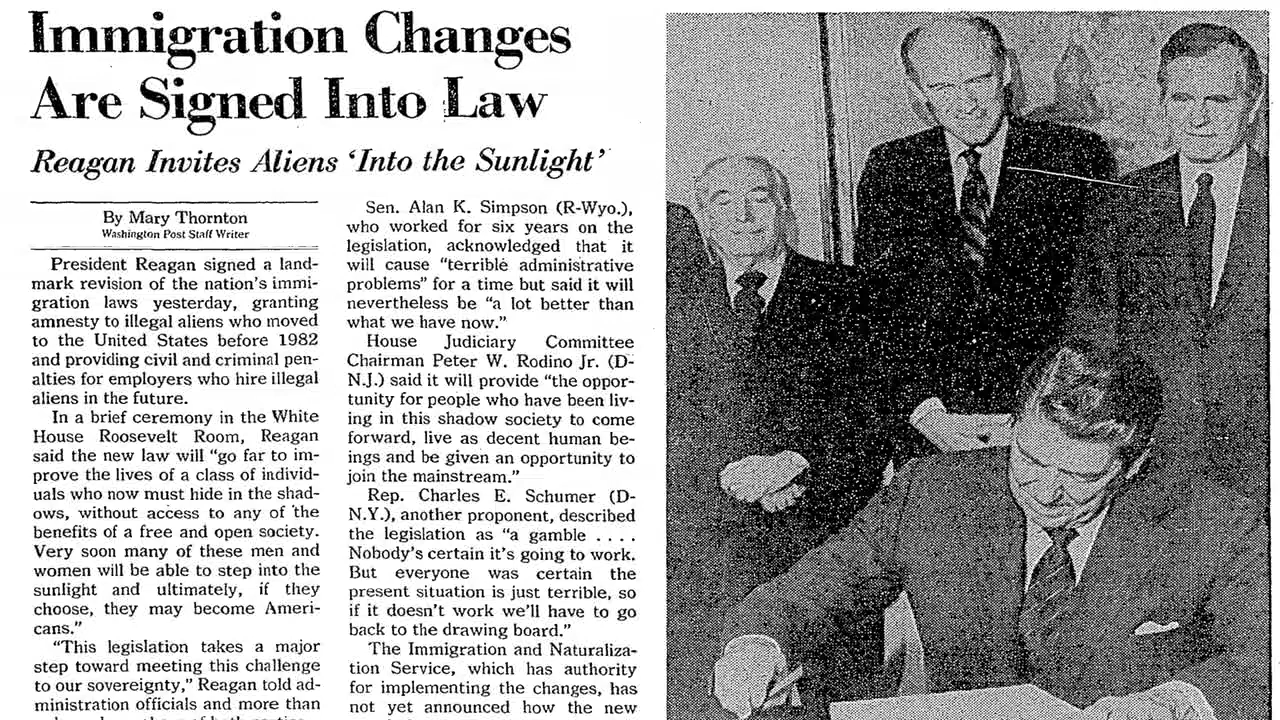 Immigration Changes
Are Signed Into Law
Reagan Invites Aliens ‘Into the Sunlight’
By Mary Thornton
Washington Post Staff Writer
President Reagan signed a land-
mark revision of the nation’s immi-
gration laws yesterday, granting
amnesty to illegal aliens who moved
to the United States before 1982
and providing civil and criminal pen-
alties for employers who hire illegal
aliens in the future.
In a brief ceremony in the White
House Roosevelt Room, Reagan
said the new law will “go far to im-
prove the lives of a class of individ-
uals who now must hide in the shad-
ows, without access to any of the
benefits of a free and open society.
Very soon many of these men and
women will be able to step into the
sunlight and ultimately, if they
choose, they may become Ameri-
cans.”
“This legislation takes a major
step toward meeting this challenge
to our sovereignty,” Reagan told ad-
ministration officials and more than
Sen. Alan K. Simpson (R-Wyo.),
who worked for six years on the
legislation, acknowledged that it
will cause “terrible administrative
problems” for a time but said it will
nevertheless be “a lot better than
what we have now.”
House Judiciary Committee
Chairman Peter W. Rodino Jr. (D-
N.J.) said it will provide “the oppor-
tunity for people who have been liv-
ing in this shadow society to come
forward, live as decent human be-
ings and be given an opportunity to
join the mainstream.”
Rep. Charles E. Schumer (D-
N.Y.), another proponent, described
the legislation as “a gamble . . . .
Nobody’s certain it’s going to work.
But everyone was certain the
present situation is just terrible, so
if it doesn’t work we’ll have to go
back to the drawing board.”
The Immigration and Naturaliza-
tion Service, which has authority
for implementing the changes, has
not yet announced how the new